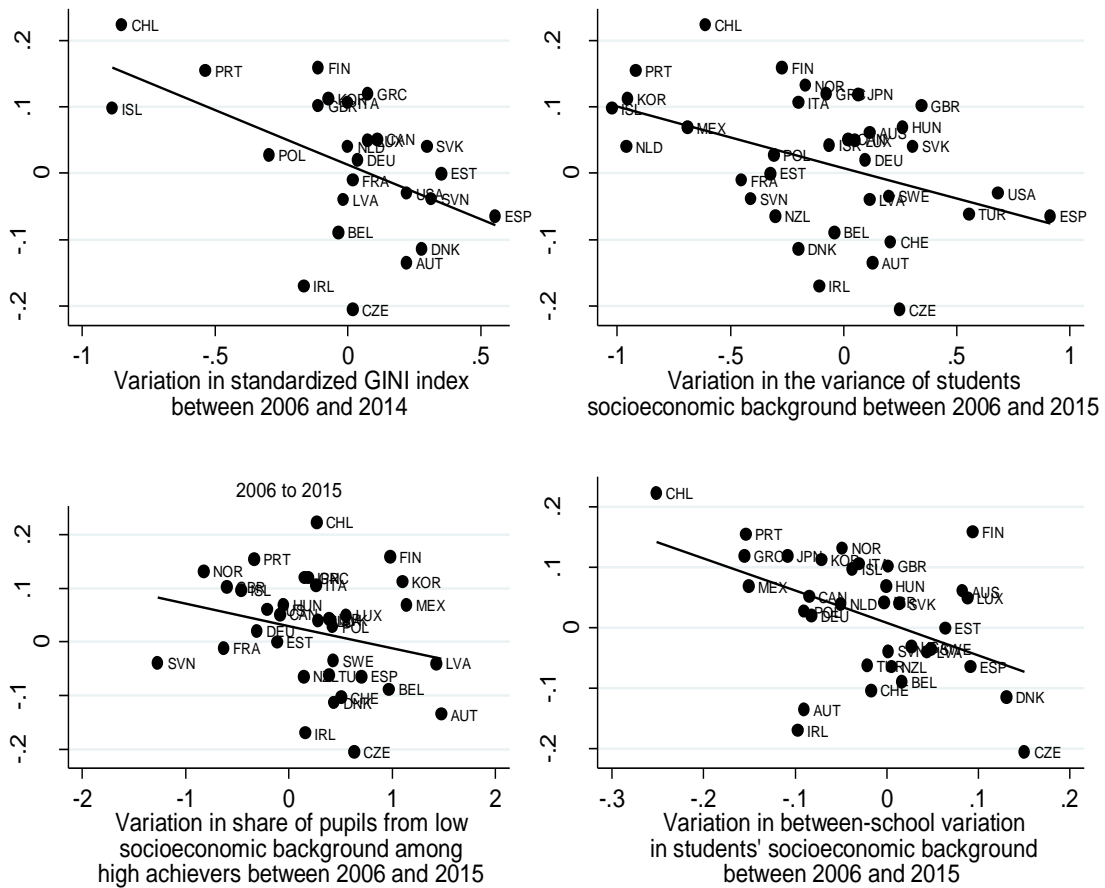 .2
.1
0
-.1
-.2
CHL
PRT
FIN
ISL
GRC
KOR
ITA
GBR
CAN
LUX
NLD
SVK
POL
DEU
EST
FRA
USA
LVA
SVN
ESP
BEL
DNK
AUT
IRL
CZE
-1 -.5 0 .5
Variation in standardized GINI index
between 2006 and 2014
.2
.1
0
-.1
-.2
CHL
PRT
FIN
NOR
KOR
GRC
JPN
ISL
ITA
GBR
MEX
AUS
HUN
NLD
ISR
LUX
SVK
POL
DEU
FRA
EST
SVN
LVA
SWE
USA
NZL
TUR
ESP
BEL
CHE
DNK
AUT
IRL
CZE
-1 -.5 0 .5 1
Variation in the variance of students
socioeconomic background between 2006 and 2015
2006 to 2015
.2
.1
0
-.1
-.2
CHL
PRT
FIN
NOR
GRC
KOR
GBR
ISL
ITA
HUN
MEX
CAN
LUX
DEU
POL
FRA
EST
SVN
SWE
LVA
NZL
TUR
ESP
BEL
CHE
DNK
AUT
IRL
CZE
-2 -1 0 1 2
Variation in share of pupils from low
socioeconomic background among
high achievers between 2006 and 2015
.2
.1
0
-.1
-.2
CHL
PRT
FIN
NOR
GRC
JPN
KOR
ITA
ISL
GBR
MEX
HUN
AUS
CAN
LUX
NLD
SVK
POL
DEU
EST
SVN
LVA
SWE
TUR
NZL
ESP
BEL
CHE
DNK
AUT
IRL
CZE
-.3 -.2 -.1 0 .1 .2
Variation in between-school variation
in students' socioeconomic background
between 2006 and 2015